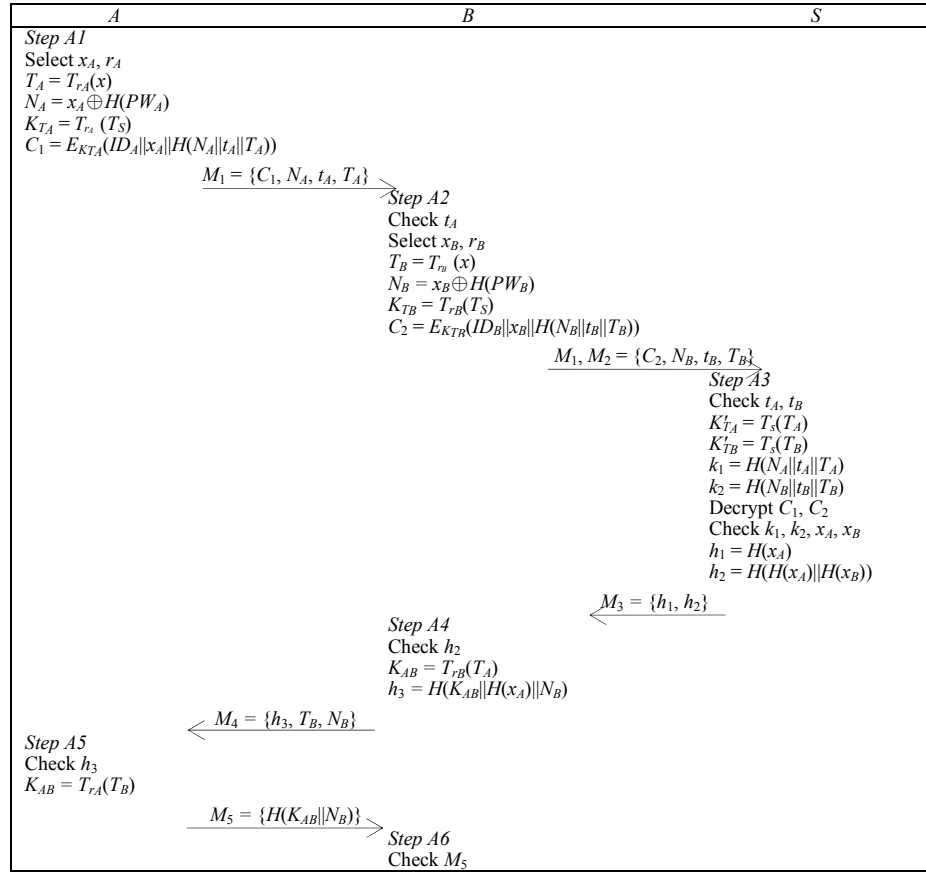 A B S
Step A1
Select x_A, r_A
T_A = T_{rA}(x)
N_A = x_A⊕H(PW_A)
K_{TA} = T_{r_A} (T_S)
C_1 = E_{KTA}(ID_A||x_A||H(N_A||t_A||T_A))
M_1 = {C_1, N_A, t_A, T_A}
Step A2
Check t_A
Select x_B, r_B
T_B = T_{r_B} (x)
N_B = x_B⊕H(PW_B)
K_{TB} = T_{rB}(T_S)
C_2 = E_{KTB}(ID_B||x_B||H(N_B||t_B||T_B))
M_1, M_2 = {C_2, N_B, t_B, T_B}
Step A3
Check t_A, t_B
K'_{TA} = T_s(T_A)
K'_{TB} = T_s(T_B)
k_1 = H(N_A||t_A||T_A)
k_2 = H(N_B||t_B||T_B)
Decrypt C_1, C_2
Check k_1, k_2, x_A, x_B
h_1 = H(x_A)
h_2 = H(H(x_A)||H(x_B))
M_3 = {h_1, h_2}
Step A4
Check h_2
K_{AB} = T_{rB}(T_A)
h_3 = H(K_{AB}||H(x_A)||N_B)
M_4 = {h_3, T_B, N_B}
Step A5
Check h_3
K_{AB} = T_{rA}(T_B)
M_5 = {H(K_{AB}||N_B)}
Step A6
Check M_5